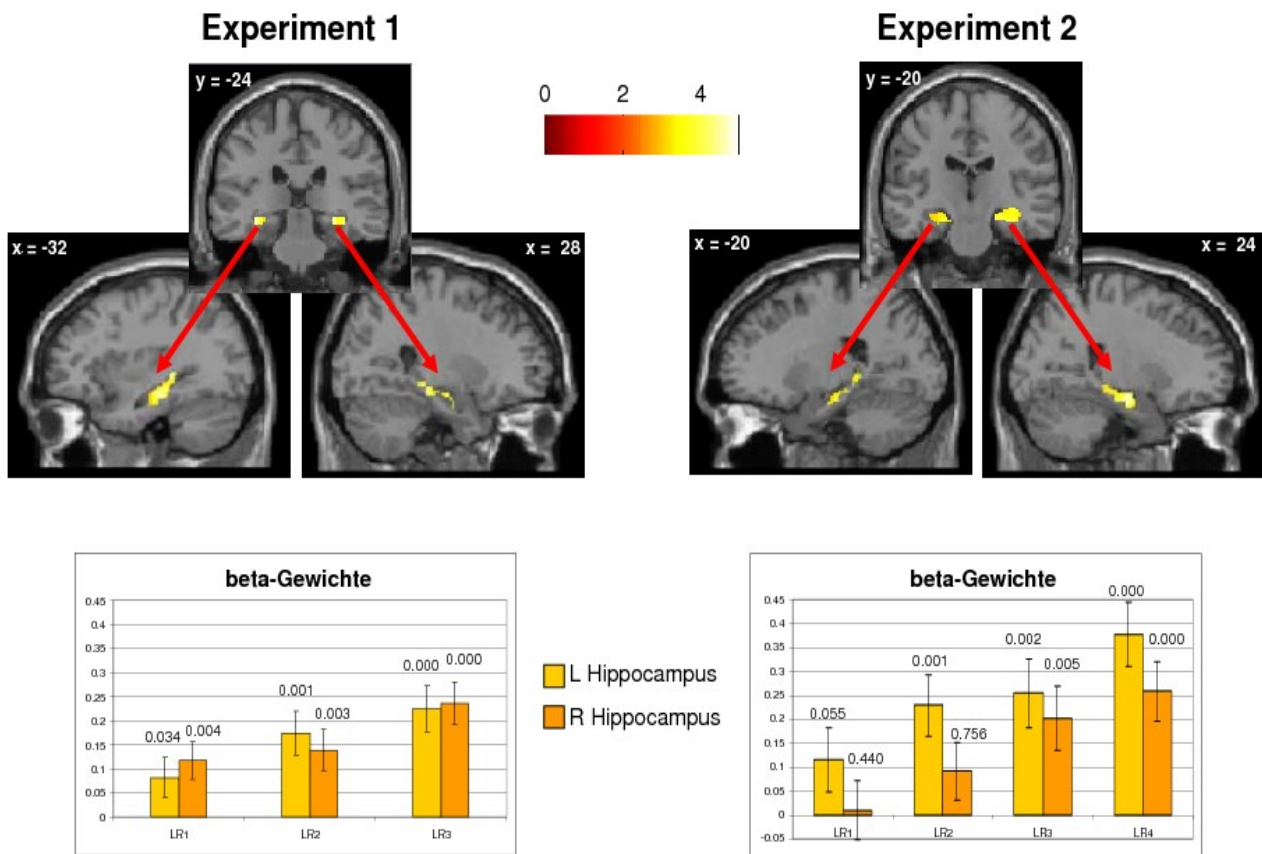 Experiment 1
Experiment 2
y = -24
0 2 4
y = -20
x = -32
x = 28
x = -20
x = 24
beta-Gewichte
0.45
0.4
0.35
0.3
0.25
0.2
0.15
0.1
0.05
0
0.034
0.004
0.001
0.003
0.000
0.000
LR1 LR2 LR3
L Hippocampus
R Hippocampus
beta-Gewichte
0.45
0.4
0.35
0.3
0.25
0.2
0.15
0.1
0.05
0
-0.05
0.055
0.440
0.001
0.756
0.002
0.005
0.000
0.000
LR1 LR2 LR3 LR4